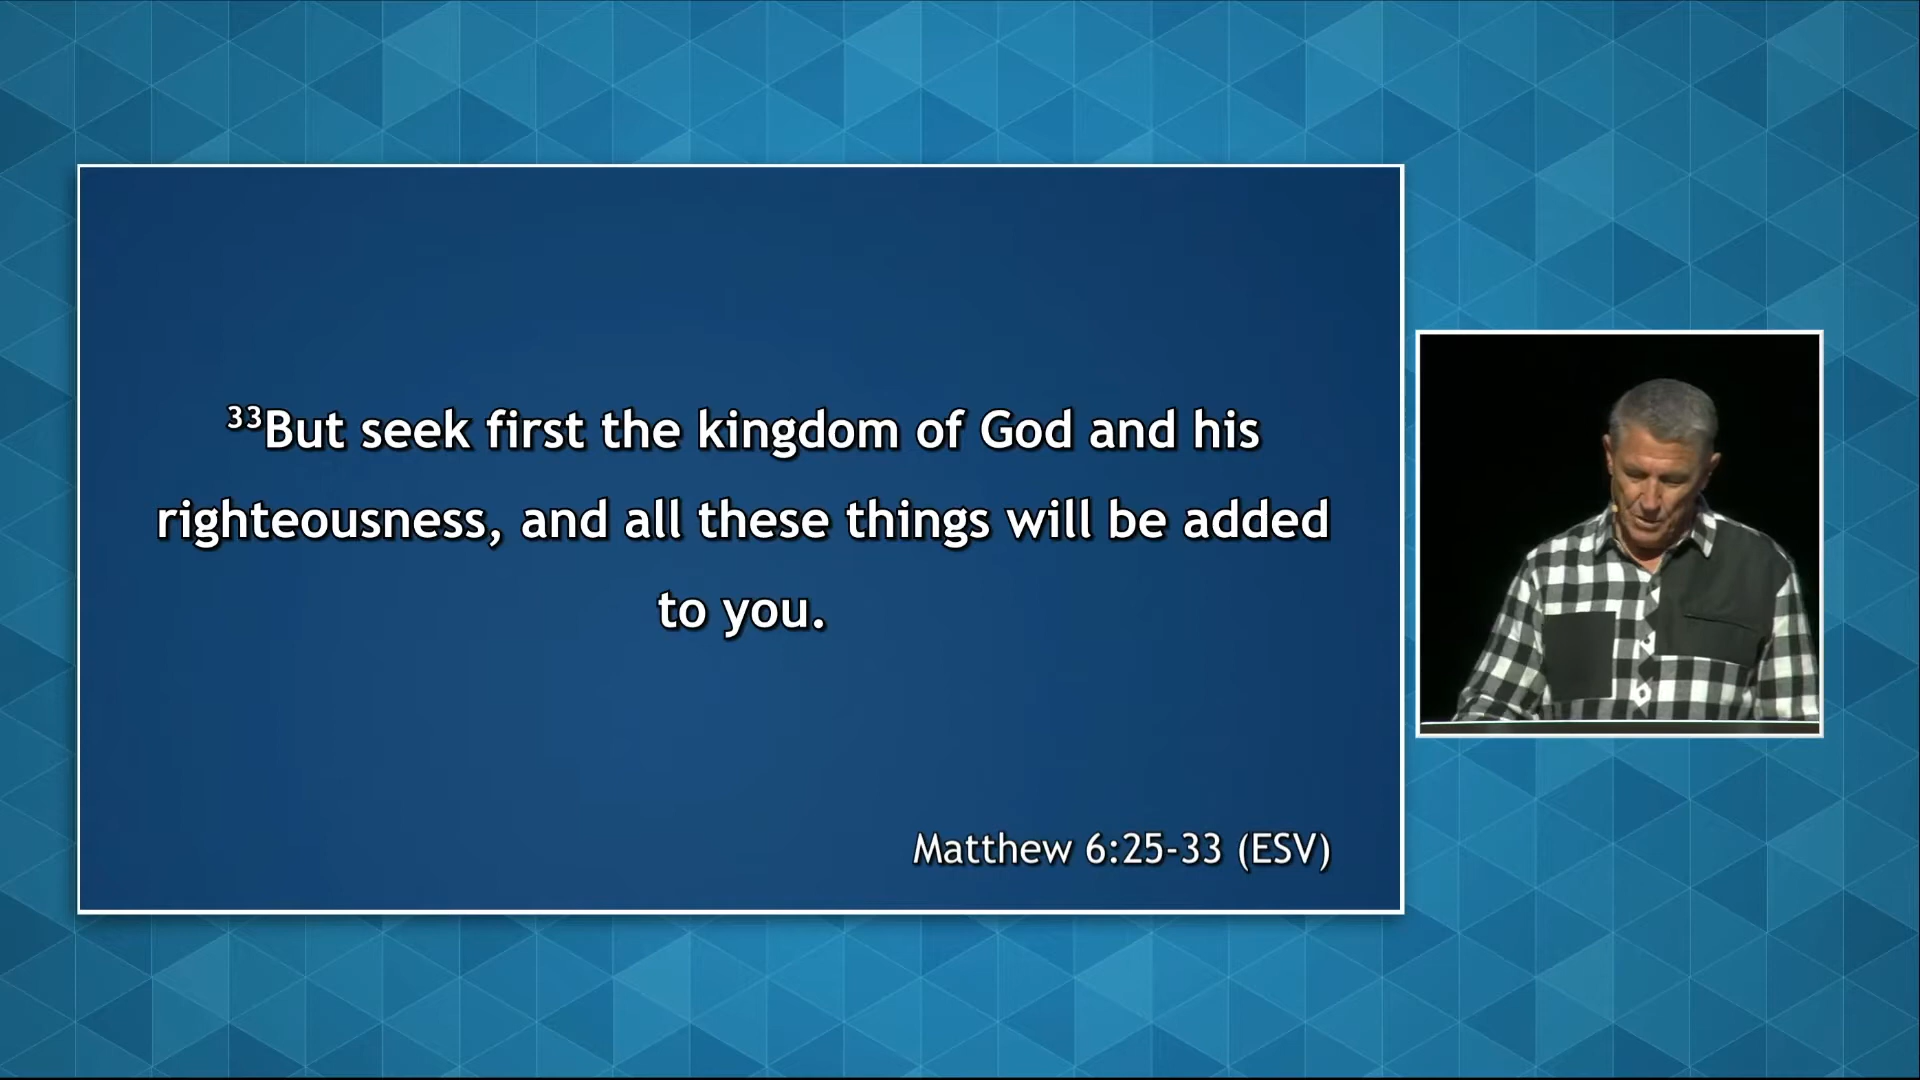 ³³But seek first the kingdom of God and his
righteousness, and all these things will be added
to you.
Matthew 6:25-33 (ESV)